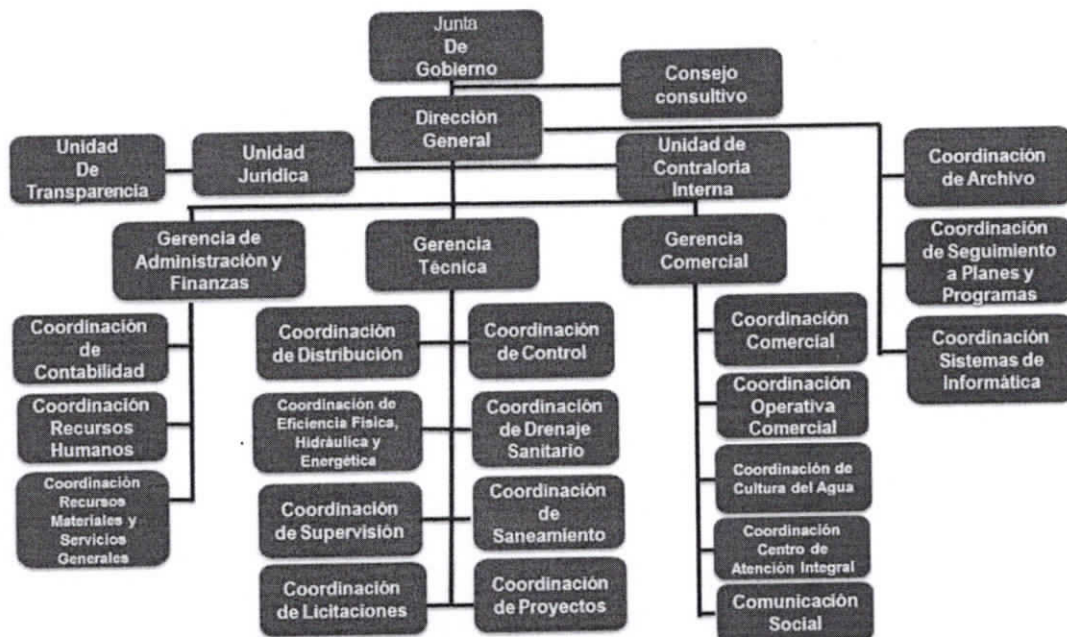 Junta
De
Gobierno
Consejo
consultivo
Dirección
General
Unidad
De
Transparencia
Unidad
Jurídica
Unidad de
Contraloria
Interna
Coordinación
de Archivo
Coordinación
de Seguimiento
a Planes y
Programas
Coordinación
Sistemas de
Informática
Gerencia de
Administración y
Finanzas
Gerencia
Técnica
Gerencia
Comercial
Coordinación
de
Contabilidad
Coordinación
Recursos
Humanos
Coordinación
Recursos
Materiales y
Servicios
Generales
Coordinación
de Distribución
Coordinación
de Control
Coordinación de
Eficiencia Física,
Hidráulica y
Energética
Coordinación
de Drenaje
Sanitario
Coordinación
de Supervisión
Coordinación
de
Saneamiento
Coordinación
de Licitaciones
Coordinación
de Proyectos
Coordinación
Comercial
Coordinación
Operativa
Comercial
Coordinación de
Cultura del Agua
Coordinación
Centro de
Atención Integral
Comunicación
Social